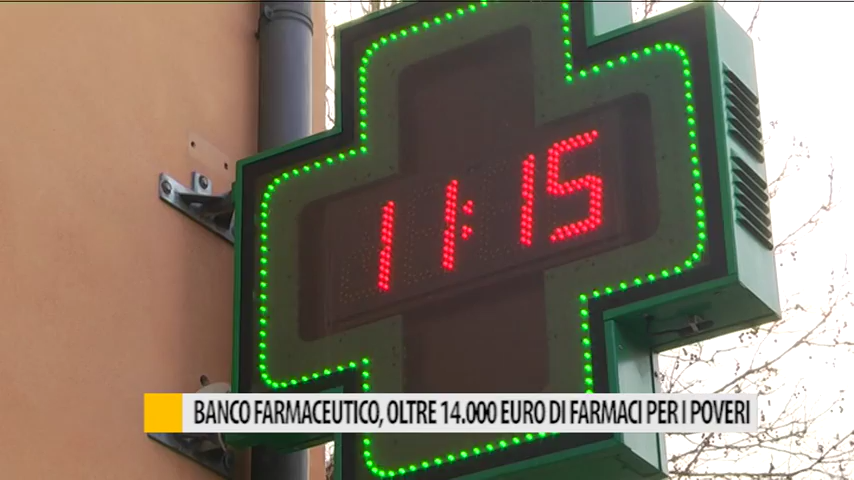 11:15
BANCO FARMACEUTICO, OLTRE 14.000 EURO DI FARMACI PER I POVERI